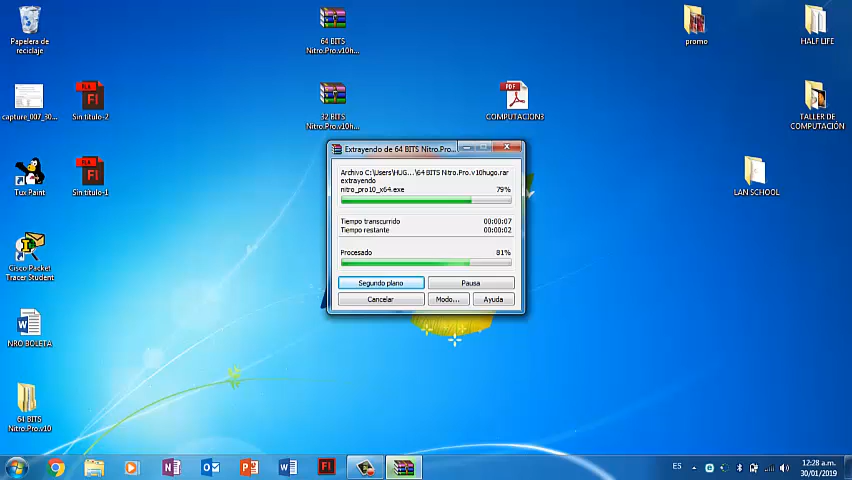 Papelera de
reciclaje
64 BITS
Nitro.Pro.v10h...
promo
HALF LIFE
capture_007_30...
Sin título-2
32 BITS
Nitro.Pro.v10h...
PDF
COMPUTACION3
TALLER DE
COMPUTACIÓN
Tux Paint
Sin título-1
LAN SCHOOL
Cisco Packet
Tracer Student
NRO BOLETA
64 BITS
Nitro.Pro.v10
Extrayendo de 64 BITS Nitro.Pro...
Archivo C:\Users\HUG...\64 BITS Nitro.Pro.v10hugo.rar
extrayendo
nitro_pro10_x64.exe 79%
Tiempo transcurrido 00:00:07
Tiempo restante 00:00:02
Procesado 81%
Segundo plano Pausa
Cancelar Modo... Ayuda
ES
12:28 a.m.
30/01/2019